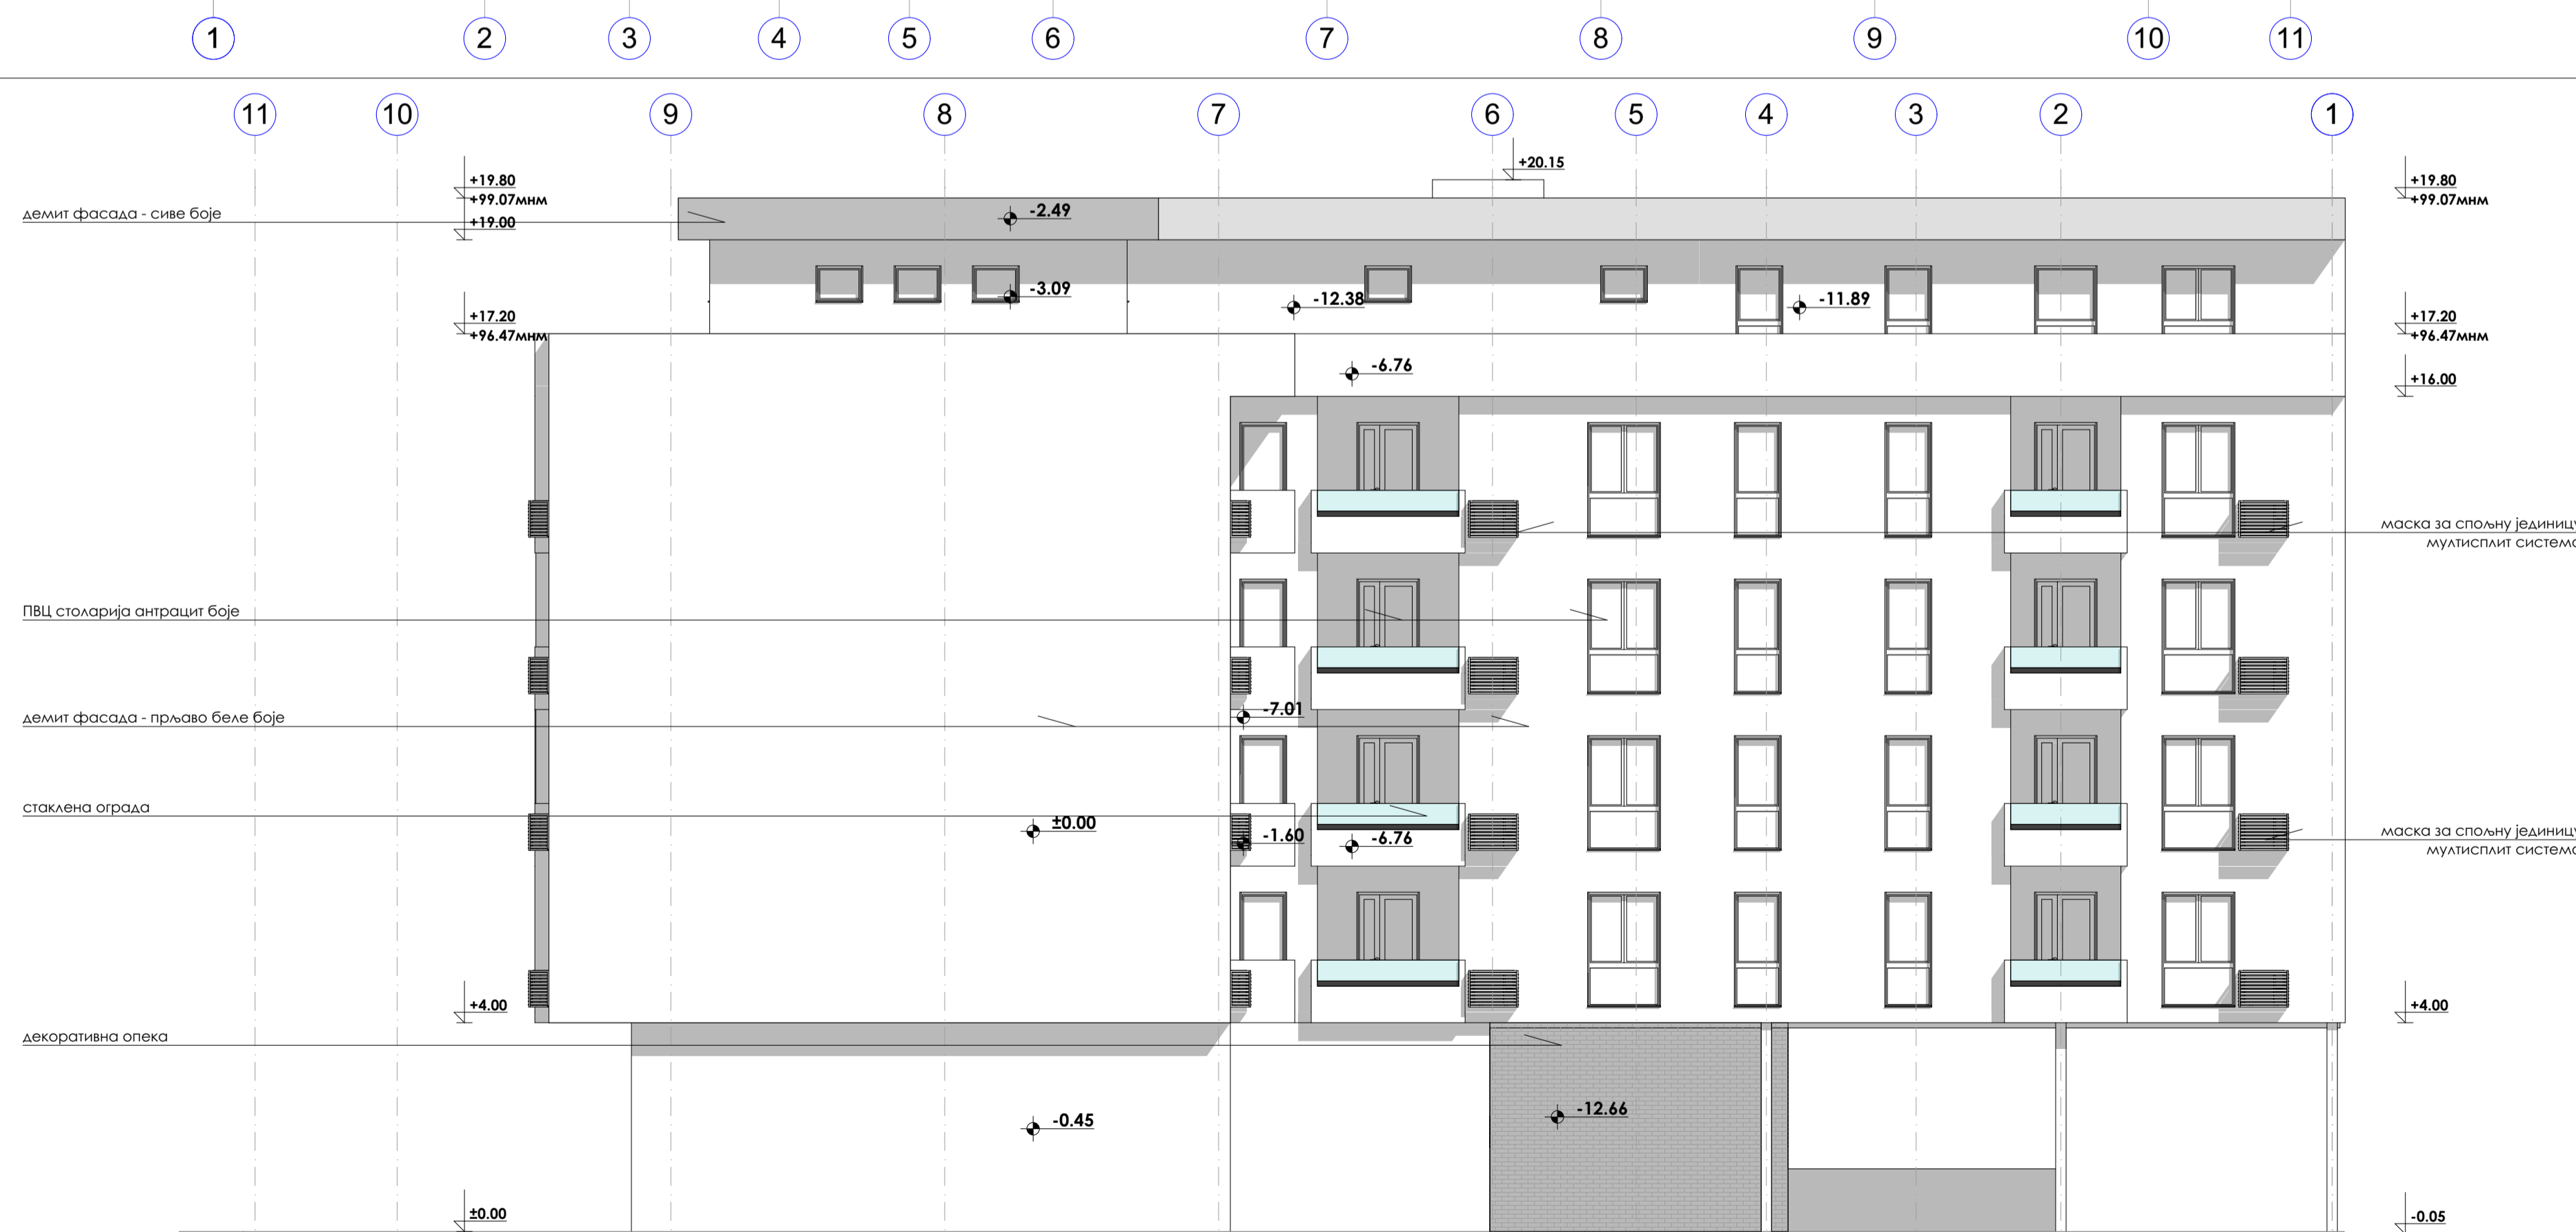 1 2 3 4 5 6 7 8 9 10 11
11 10 9 8 7 6 5 4 3 2 1
+20.15
+19.80
+99.07мнм
+19.00
+19.80
+99.07мнм
демит фасада - сиве боје
-2.49
-3.09
-12.38
-11.89
+17.20
+96.47мнм
+17.20
+96.47мнм
-6.76
+16.00
маска за спољну јединицу
мултисплит система
ПВЦ столарија антрацит боје
-7.01
демит фасада - прљаво беле боје
стаклена ограда
±0.00
-1.60
-6.76
маска за спољну јединицу
мултисплит система
+4.00
+4.00
декоративна опека
-12.66
-0.45
±0.00
-0.05